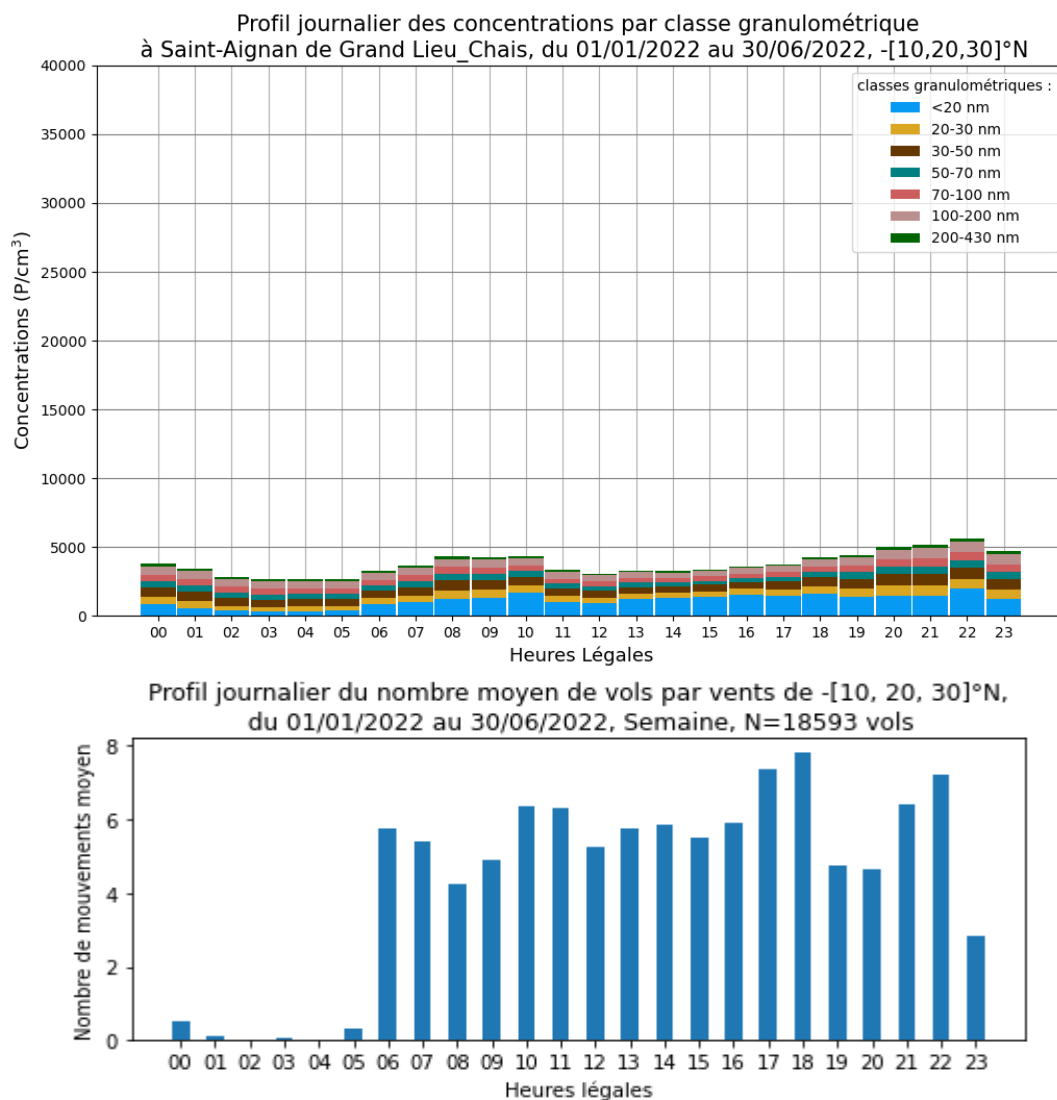 Profil journalier des concentrations par classe granulométrique
à Saint-Aignan de Grand Lieu_Chais, du 01/01/2022 au 30/06/2022, -[10,20,30]°N
40000
35000
30000
25000
20000
15000
10000
5000
0
Concentrations (P/cm³)
classes granulométriques :
<20 nm
20-30 nm
30-50 nm
50-70 nm
70-100 nm
100-200 nm
200-430 nm
00 01 02 03 04 05 06 07 08 09 10 11 12 13 14 15 16 17 18 19 20 21 22 23
Heures Légales
Profil journalier du nombre moyen de vols par vents de -[10, 20, 30]°N,
du 01/01/2022 au 30/06/2022, Semaine, N=18593 vols
8
6
4
2
0
Nombre de mouvements moyen
00 01 02 03 04 05 06 07 08 09 10 11 12 13 14 15 16 17 18 19 20 21 22 23
Heures légales